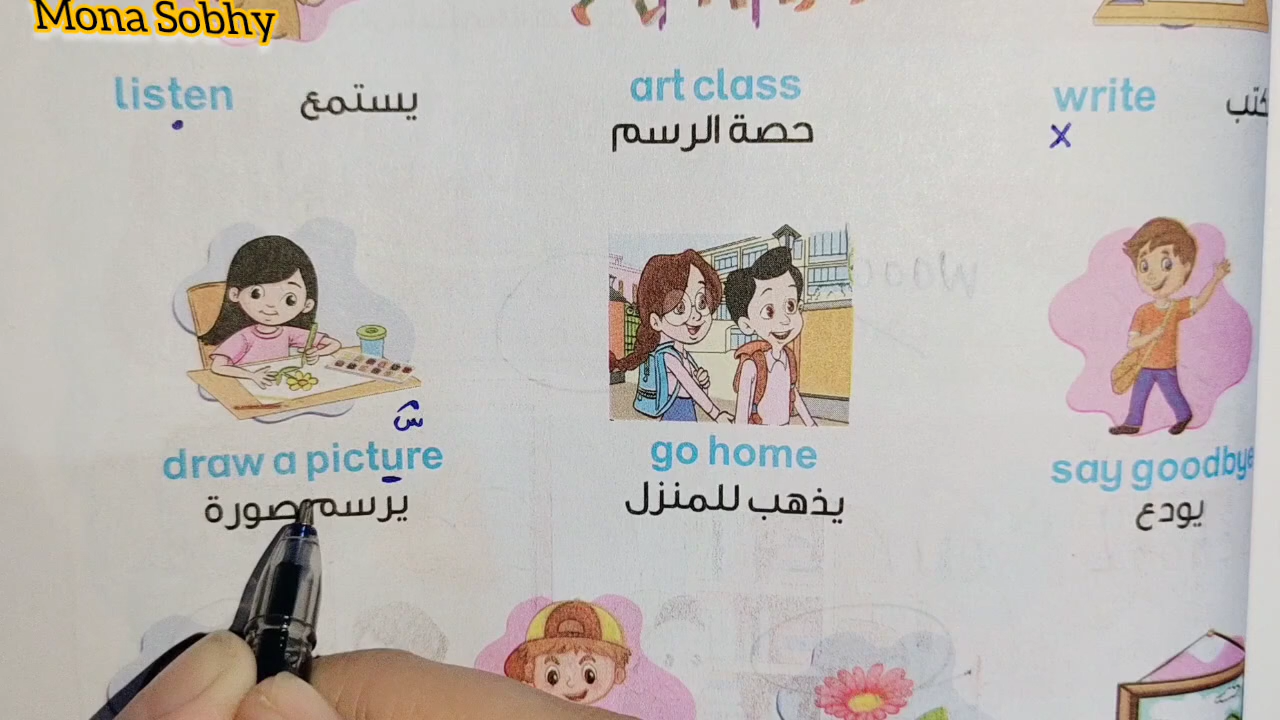 Mona Sobhy
listen يستمع
art class
حصة الرسم
write
x
ش
draw a picture
يرسم صورة
go home
يذهب للمنزل
say goodbye
يودع